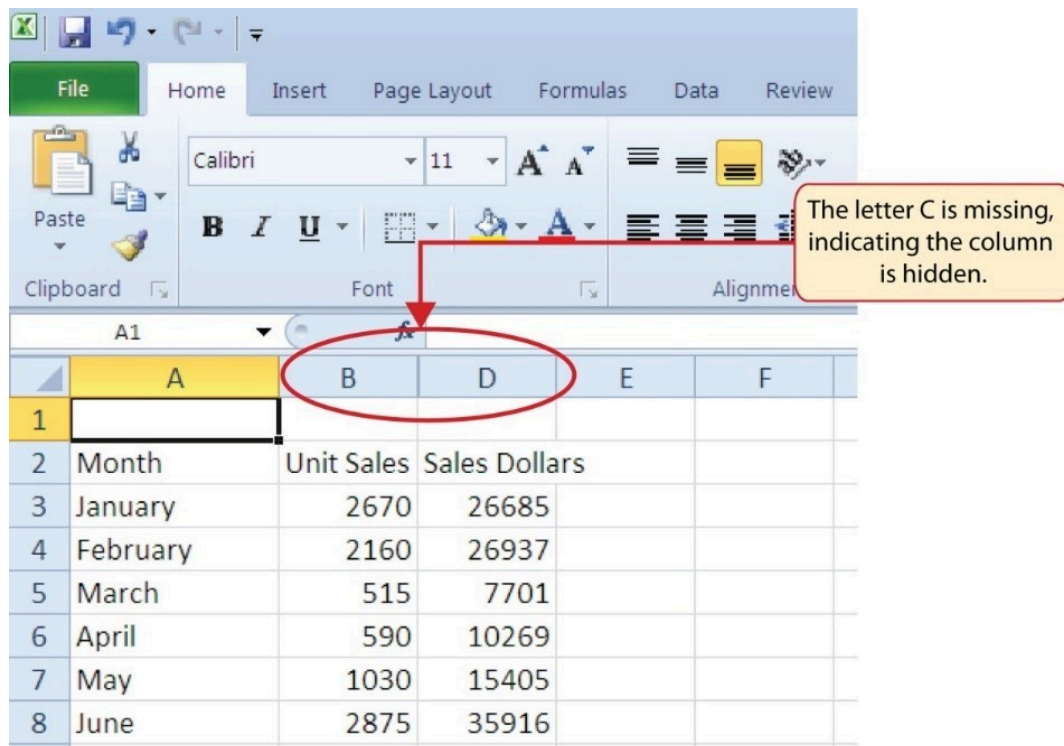 File Home Insert Page Layout Formulas Data Review
Calibri 11 A A
Paste
B I U A
Clipboard Font
The letter C is missing,
indicating the column
is hidden.
A1 fx
A B D E F
1
2 Month Unit Sales Sales Dollars
3 January 2670 26685
4 February 2160 26937
5 March 515 7701
6 April 590 10269
7 May 1030 15405
8 June 2875 35916